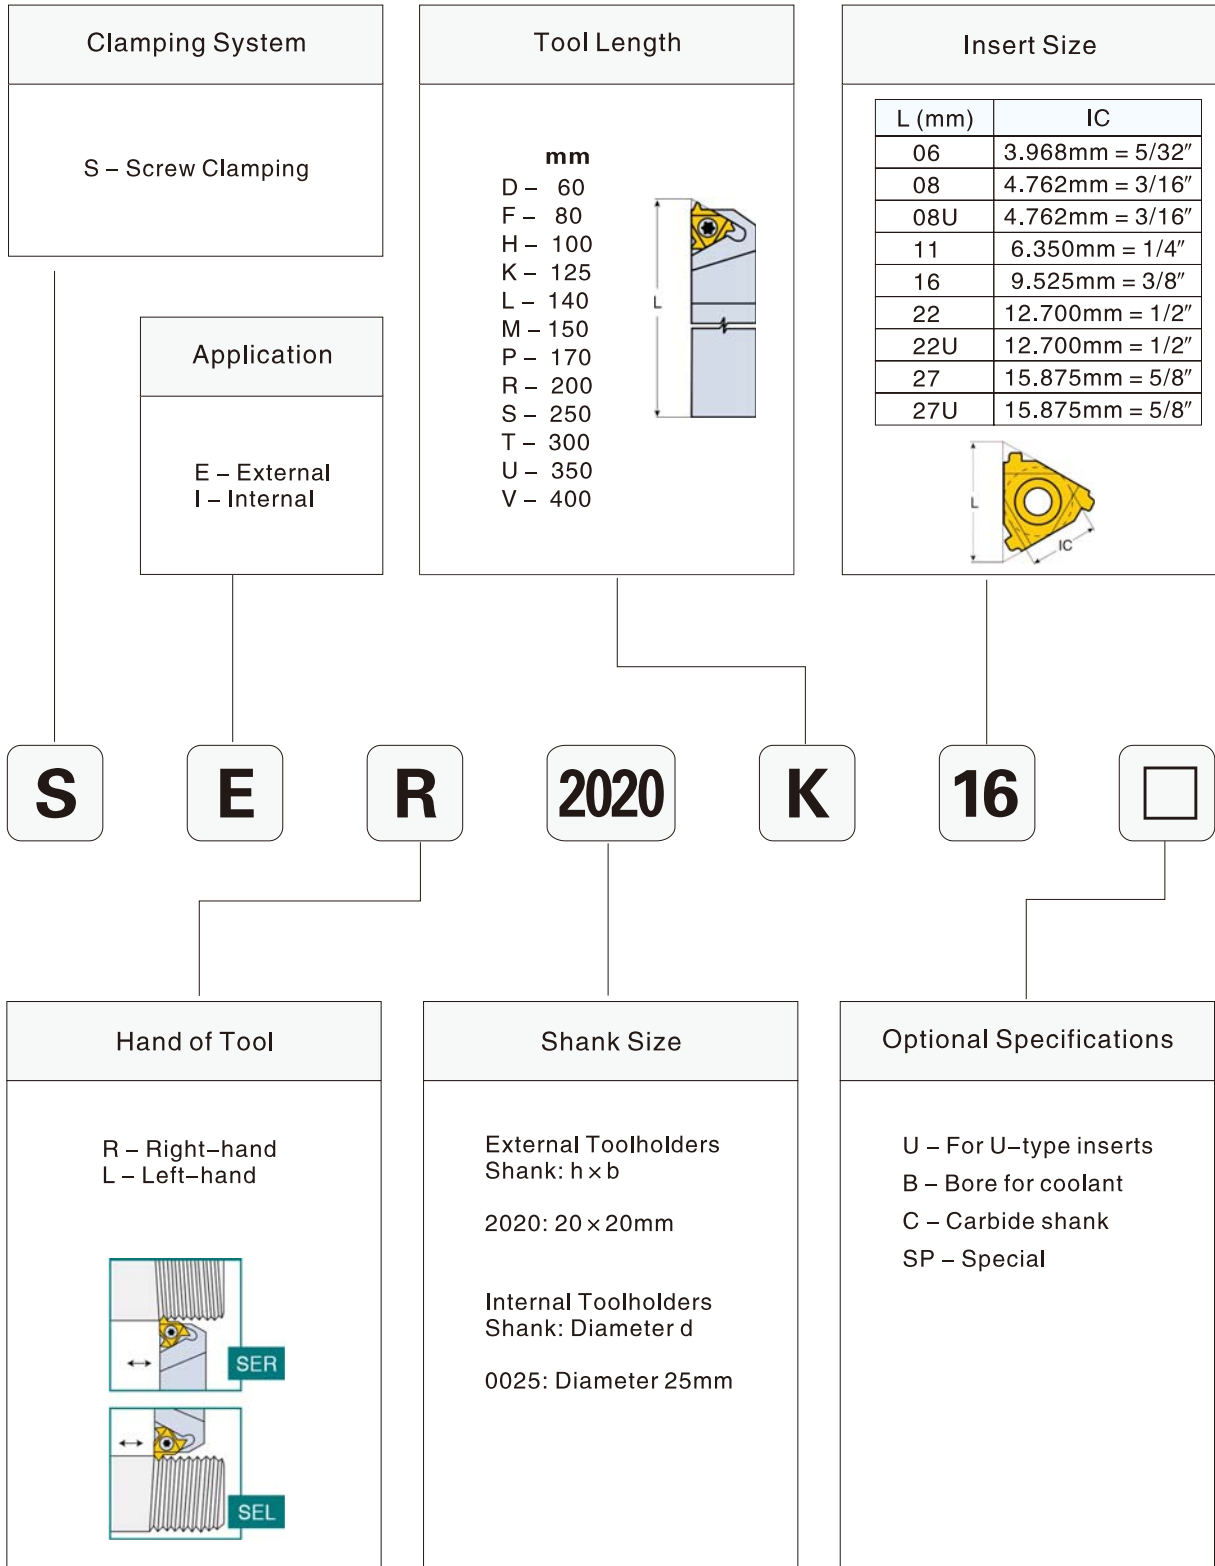 Clamping System
S – Screw Clamping
Application
E – External
I – Internal
Tool Length
mm
D – 60
F – 80
H – 100
K – 125
L – 140
M – 150
P – 170
R – 200
S – 250
T – 300
U – 350
V – 400
L
Insert Size
L (mm) IC
06 3.968mm = 5/32″
08 4.762mm = 3/16″
08U 4.762mm = 3/16″
11 6.350mm = 1/4″
16 9.525mm = 3/8″
22 12.700mm = 1/2″
22U 12.700mm = 1/2″
27 15.875mm = 5/8″
27U 15.875mm = 5/8″
L
IC
S E R 2020 K 16 □
Hand of Tool
R – Right–hand
L – Left–hand
SER
SEL
Shank Size
External Toolholders
Shank: h × b
2020: 20 × 20mm
Internal Toolholders
Shank: Diameter d
0025: Diameter 25mm
Optional Specifications
U – For U–type inserts
B – Bore for coolant
C – Carbide shank
SP – Special